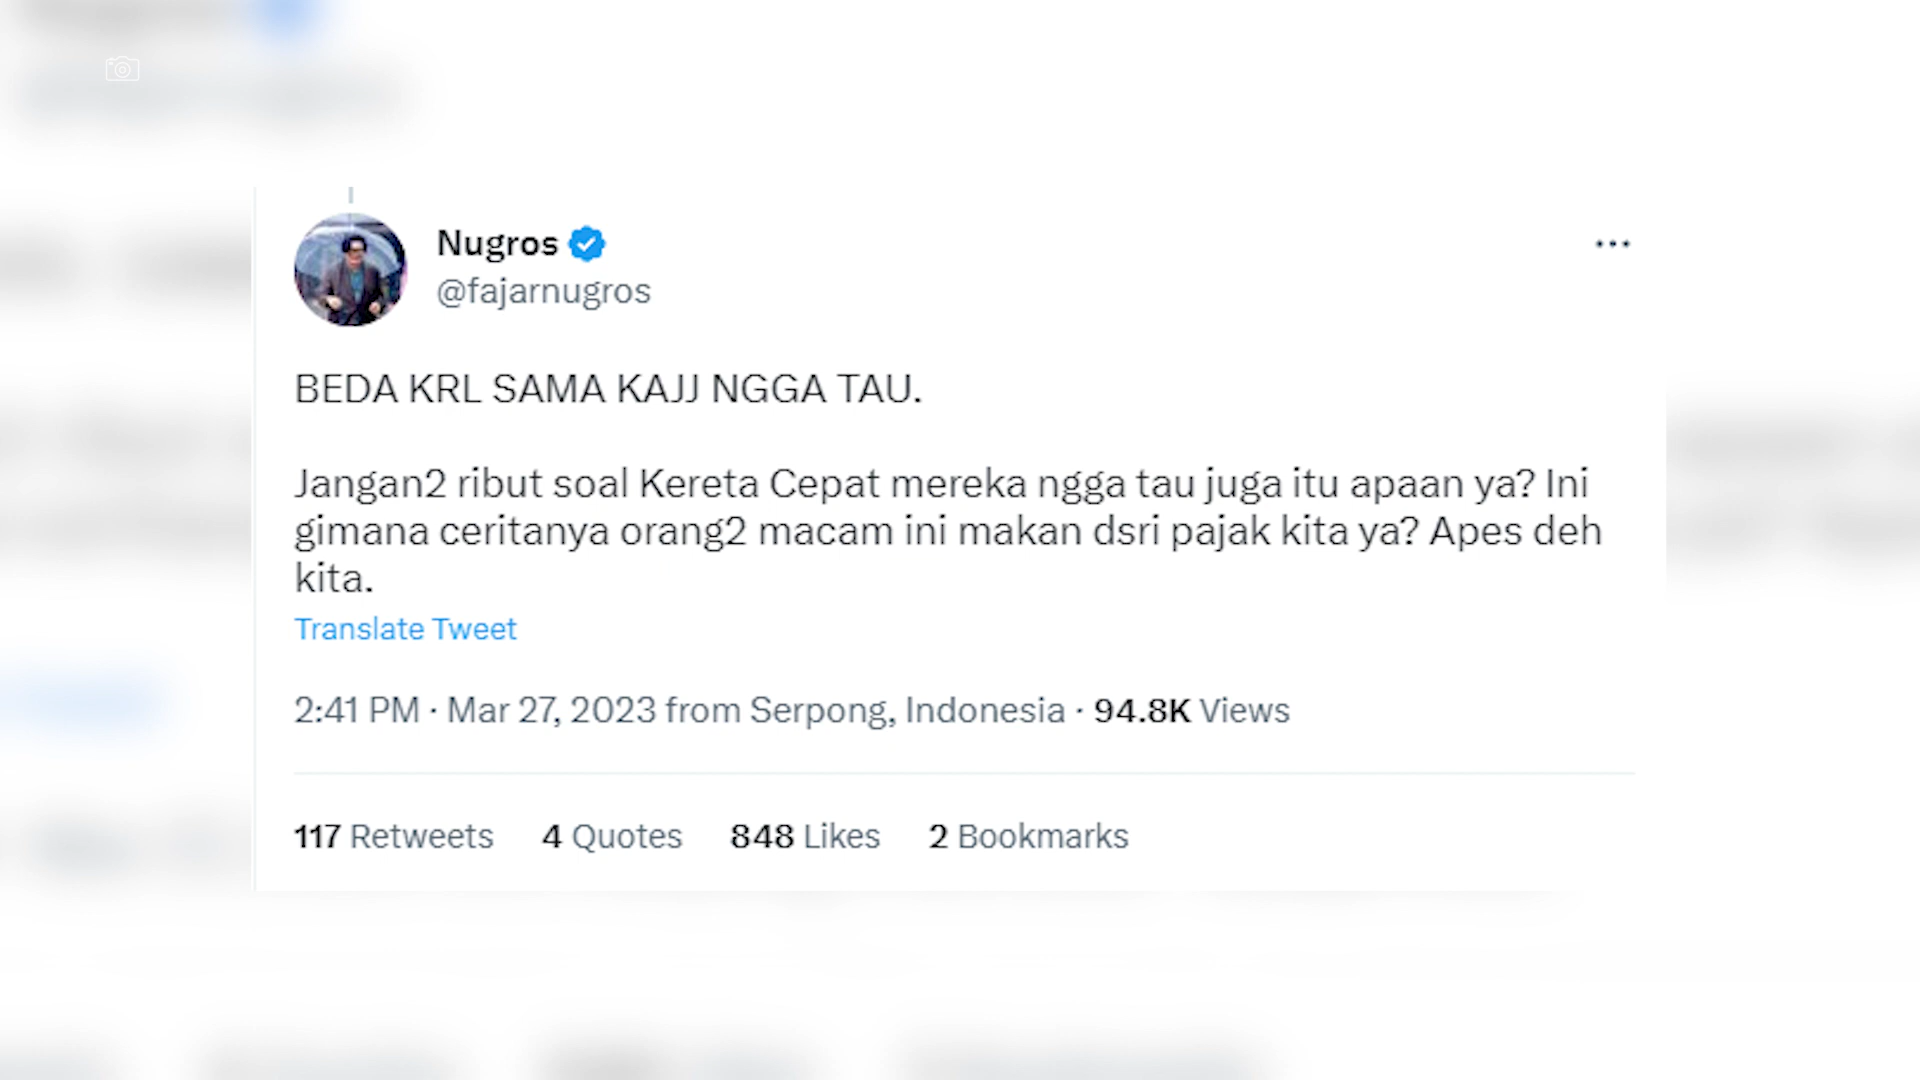 Nugros
@fajarnugros
BEDA KRL SAMA KAJJ NGGA TAU.
Jangan2 ribut soal Kereta Cepat mereka ngga tau juga itu apaan ya? Ini
gimana ceritanya orang2 macam ini makan dsri pajak kita ya? Apes deh
kita.
Translate Tweet
2:41 PM · Mar 27, 2023 from Serpong, Indonesia · 94.8K Views
117 Retweets 4 Quotes 848 Likes 2 Bookmarks